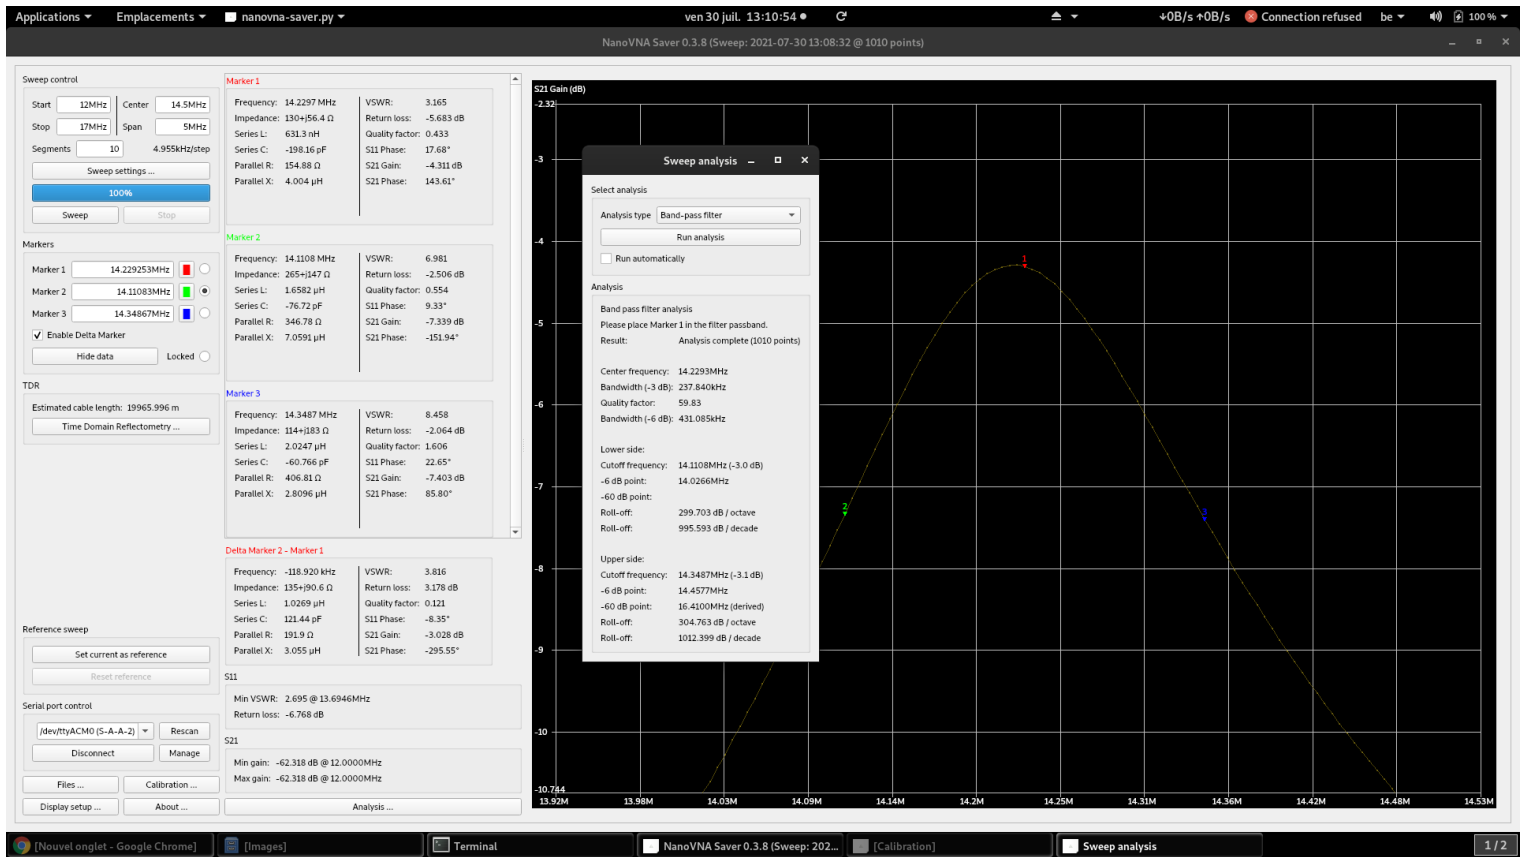 Applications Emplacements nanovna-saver.py ven 30 juil. 13:10:54 ↓0B/s ↑0B/s Connection refused be 100 %
NanoVNA Saver 0.3.8 (Sweep: 2021-07-30 13:08:32 @ 1010 points)
Sweep control
Start 12MHz Center 14.5MHz
Stop 17MHz Span 5MHz
Segments 10 4.955kHz/step
Sweep settings ...
100%
Sweep Stop
Markers
Marker 1 14.229253MHz
Marker 2 14.11083MHz
Marker 3 14.34867MHz
Enable Delta Marker
Hide data Locked
TDR
Estimated cable length: 19965.996 m
Time Domain Reflectometry ...
Reference sweep
Set current as reference
Reset reference
Serial port control
/dev/ttyACM0 (S-A-A-2) Rescan
Disconnect Manage
Files ... Calibration ...
Display setup ... About ...
Marker 1
Frequency: 14.2297 MHz VSWR: 3.165
Impedance: 130+j56.4 Ω Return loss: -5.683 dB
Series L: 631.3 nH Quality factor: 0.433
Series C: -198.16 pF S11 Phase: 17.68°
Parallel R: 154.88 Ω S21 Gain: -4.311 dB
Parallel X: 4.004 µH S21 Phase: 143.61°
Marker 2
Frequency: 14.1108 MHz VSWR: 6.981
Impedance: 265+j147 Ω Return loss: -2.506 dB
Series L: 1.6582 µH Quality factor: 0.554
Series C: -76.72 pF S11 Phase: 9.33°
Parallel R: 346.78 Ω S21 Gain: -7.339 dB
Parallel X: 7.0591 µH S21 Phase: -151.94°
Marker 3
Frequency: 14.3487 MHz VSWR: 8.458
Impedance: 114+j183 Ω Return loss: -2.064 dB
Series L: 2.0247 µH Quality factor: 1.606
Series C: -60.766 pF S11 Phase: 22.65°
Parallel R: 406.81 Ω S21 Gain: -7.403 dB
Parallel X: 2.8096 µH S21 Phase: 85.80°
Delta Marker 2 - Marker 1
Frequency: -118.920 kHz VSWR: 3.816
Impedance: 135+j90.6 Ω Return loss: 3.178 dB
Series L: 1.0269 µH Quality factor: 0.121
Series C: 121.44 pF S11 Phase: -8.35°
Parallel R: 191.9 Ω S21 Gain: -3.028 dB
Parallel X: 3.055 µH S21 Phase: -295.55°
S11
Min VSWR: 2.695 @ 13.6946MHz
Return loss: -6.768 dB
S21
Min gain: -62.318 dB @ 12.0000MHz
Max gain: -62.318 dB @ 12.0000MHz
Analysis ...
S21 Gain (dB)
-2.32
-3
-4
-5
-6
-7
-8
-9
-10
-10.744
13.92M 13.98M 14.03M 14.09M 14.14M 14.2M 14.25M 14.31M 14.36M 14.42M 14.48M 14.53M
1
2
3
Sweep analysis
Select analysis
Analysis type Band-pass filter
Run analysis
Run automatically
Analysis
Band pass filter analysis
Please place Marker 1 in the filter passband.
Result: Analysis complete (1010 points)
Center frequency: 14.2293MHz
Bandwidth (-3 dB): 237.840kHz
Quality factor: 59.83
Bandwidth (-6 dB): 431.085kHz
Lower side:
Cutoff frequency: 14.1108MHz (-3.0 dB)
-6 dB point: 14.0266MHz
-60 dB point:
Roll-off: 299.703 dB / octave
Roll-off: 995.593 dB / decade
Upper side:
Cutoff frequency: 14.3487MHz (-3.1 dB)
-6 dB point: 14.4577MHz
-60 dB point: 16.4100MHz (derived)
Roll-off: 304.763 dB / octave
Roll-off: 1012.399 dB / decade
[Nouvel onglet - Google Chrome] [Images] Terminal NanoVNA Saver 0.3.8 (Sweep: 202... [Calibration] Sweep analysis 1 / 2